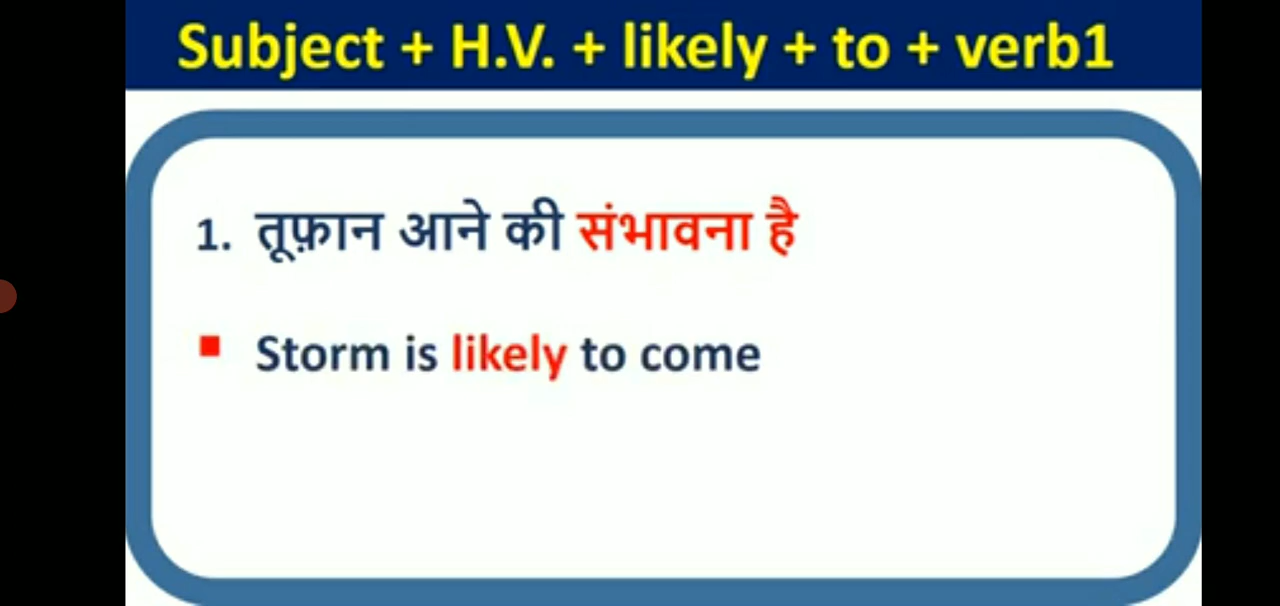 Subject + H.V. + likely + to + verb1
1. तूफ़ान आने की संभावना है
▪ Storm is likely to come